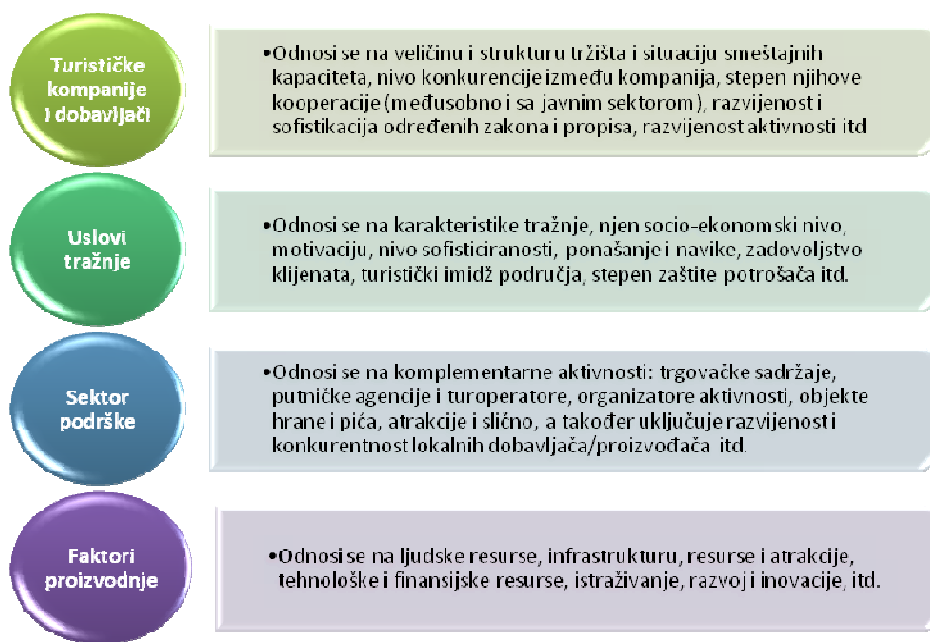 Turističke
kompanije
i dobavljači
•Odnosi se na veličinu i strukturu tržišta i situaciju smeštajnih
kapaciteta, nivo konkurencije između kompanija, stepen njihove
kooperacije (međusobno i sa javnim sektorom), razvijenost i
sofistikacija određenih zakona i propisa, razvijenost aktivnosti itd
Uslovi
tražnje
•Odnosi se na karakteristike tražnje, njen socio-ekonomski nivo,
motivaciju, nivo sofisticiranosti, ponašanje i navike, zadovoljstvo
klijenata, turistički imidž područja, stepen zaštite potrošača itd.
Sektor
podrške
•Odnosi se na komplementarne aktivnosti: trgovačke sadržaje,
putničke agencije i turoperatore, organizatore aktivnosti, objekte
hrane i pića, atrakcije i slično, a također uključuje razvijenost i
konkurentnost lokalnih dobavljača/proizvođača itd.
Faktori
proizvodnje
•Odnosi se na ljudske resurse, infrastrukturu, resurse i atrakcije,
tehnološke i finansijske resurse, istraživanje, razvoj i inovacije, itd.